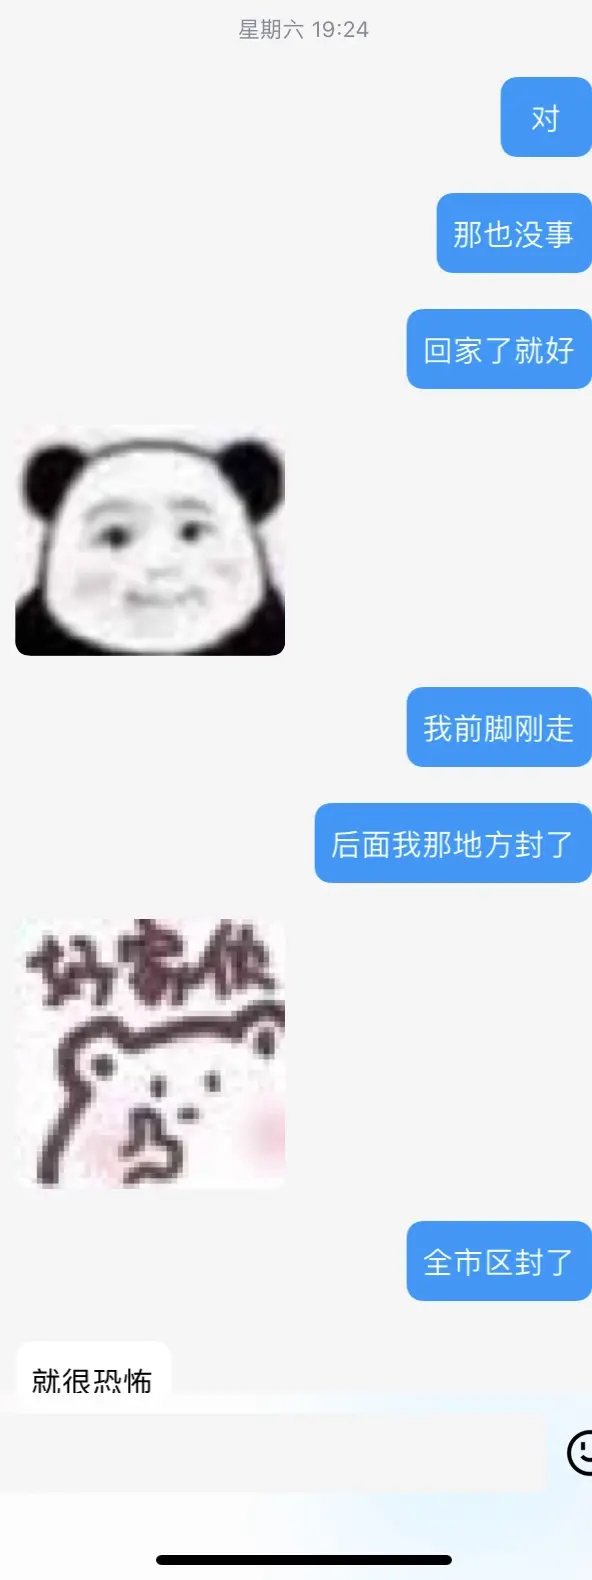 星期六 19:24
对
那也没事
回家了就好
我前脚刚走
后面我那地方封了
好家伙
全市区封了
就很恐怖